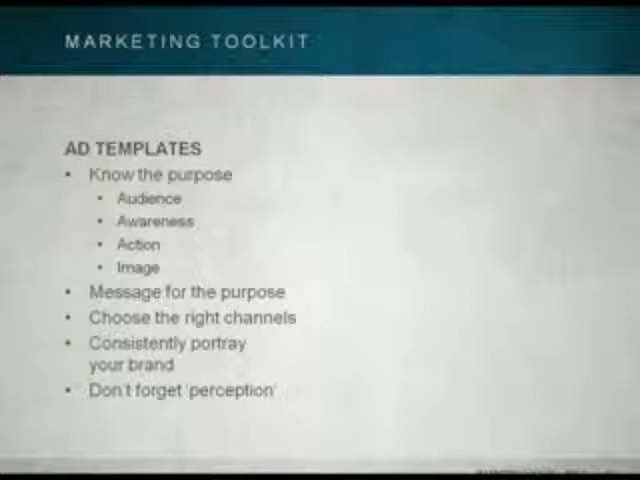 MARKETING TOOLKIT
AD TEMPLATES
• Know the purpose
• Audience
• Awareness
• Action
• Image
• Message for the purpose
• Choose the right channels
• Consistently portray
your brand
• Don't forget 'perception'